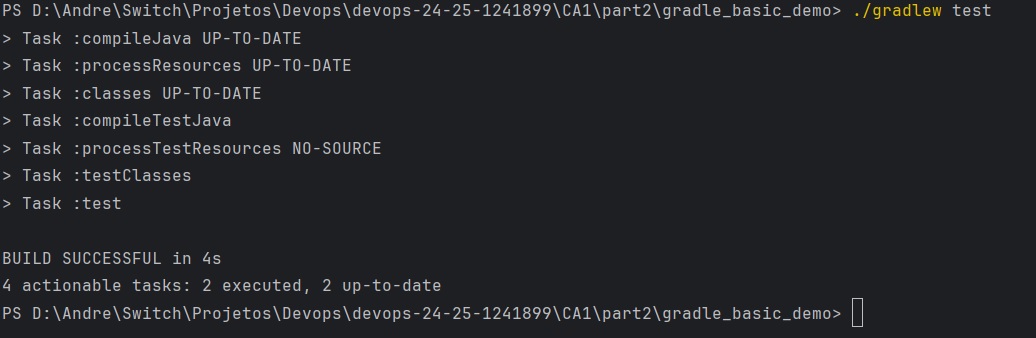 PS D:\Andre\Switch\Projetos\Devops\devops-24-25-1241899\CA1\part2\gradle_basic_demo> ./gradlew test
> Task :compileJava UP-TO-DATE
> Task :processResources UP-TO-DATE
> Task :classes UP-TO-DATE
> Task :compileTestJava
> Task :processTestResources NO-SOURCE
> Task :testClasses
> Task :test
BUILD SUCCESSFUL in 4s
4 actionable tasks: 2 executed, 2 up-to-date
PS D:\Andre\Switch\Projetos\Devops\devops-24-25-1241899\CA1\part2\gradle_basic_demo>